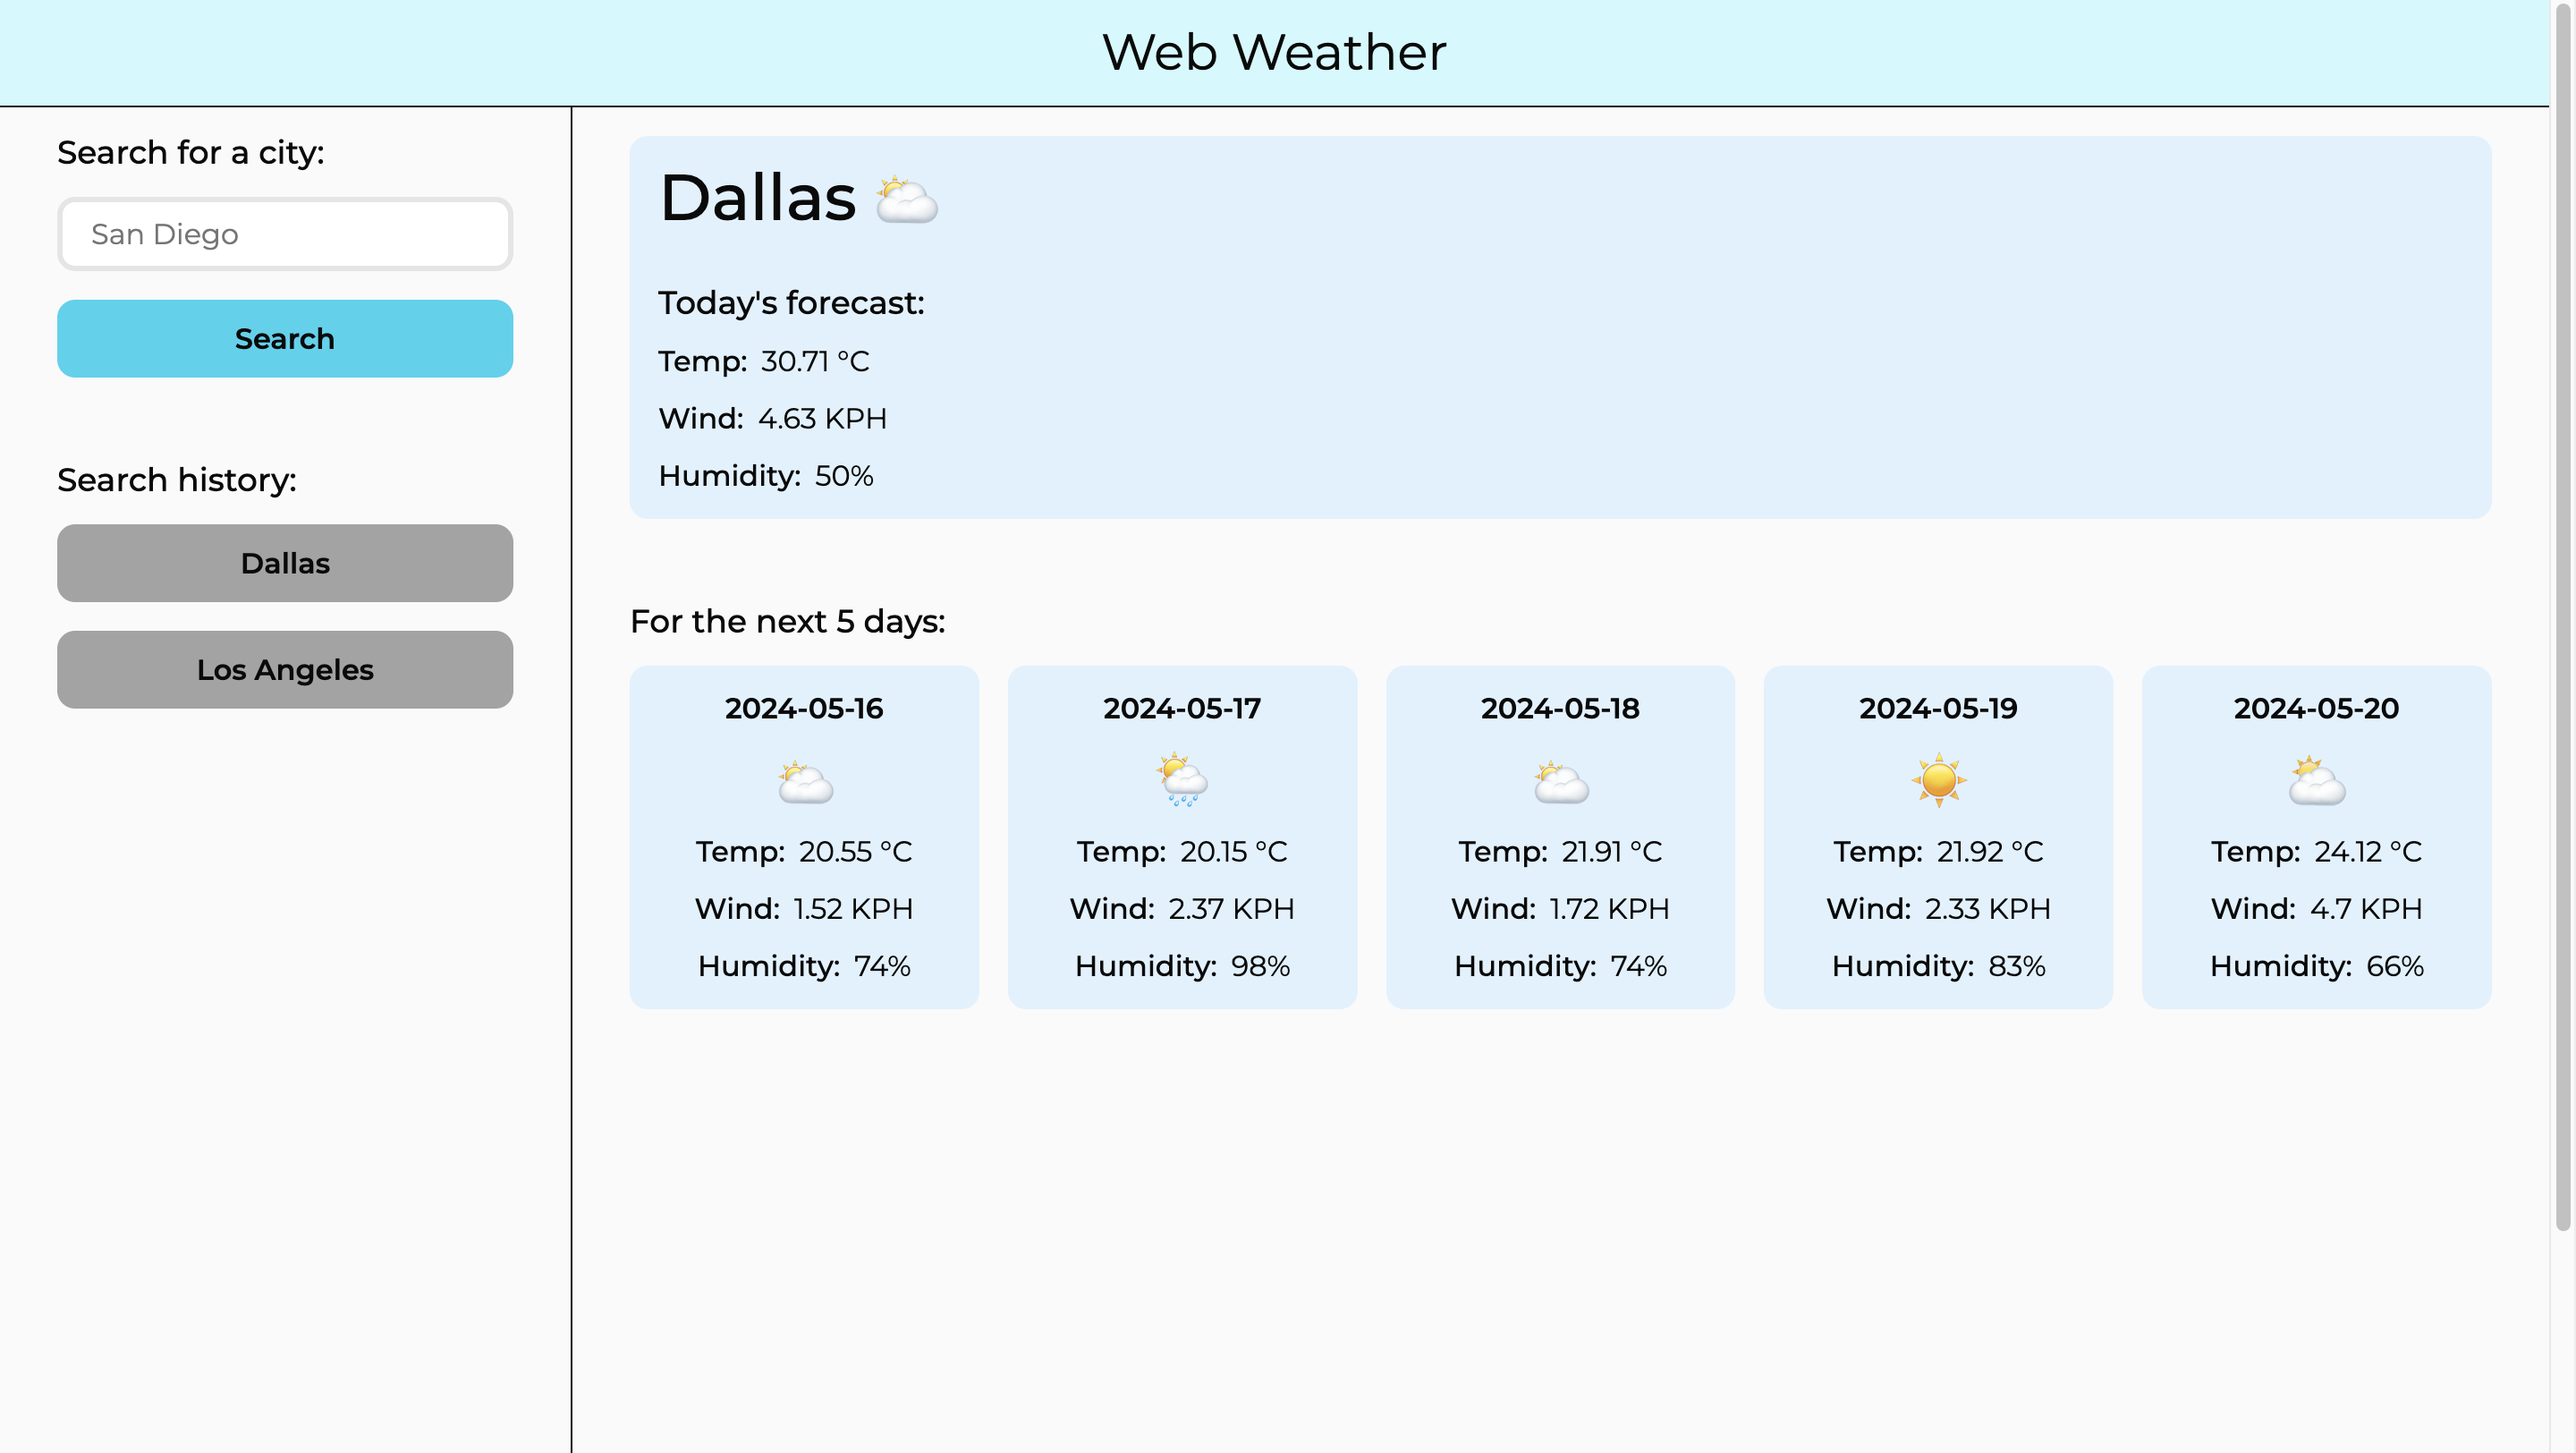 Web Weather
Search for a city:
San Diego
Search
Search history:
Dallas
Los Angeles
Dallas
Today's forecast:
Temp: 30.71 °C
Wind: 4.63 KPH
Humidity: 50%
For the next 5 days:
2024-05-16
Temp: 20.55 °C
Wind: 1.52 KPH
Humidity: 74%
2024-05-17
Temp: 20.15 °C
Wind: 2.37 KPH
Humidity: 98%
2024-05-18
Temp: 21.91 °C
Wind: 1.72 KPH
Humidity: 74%
2024-05-19
Temp: 21.92 °C
Wind: 2.33 KPH
Humidity: 83%
2024-05-20
Temp: 24.12 °C
Wind: 4.7 KPH
Humidity: 66%